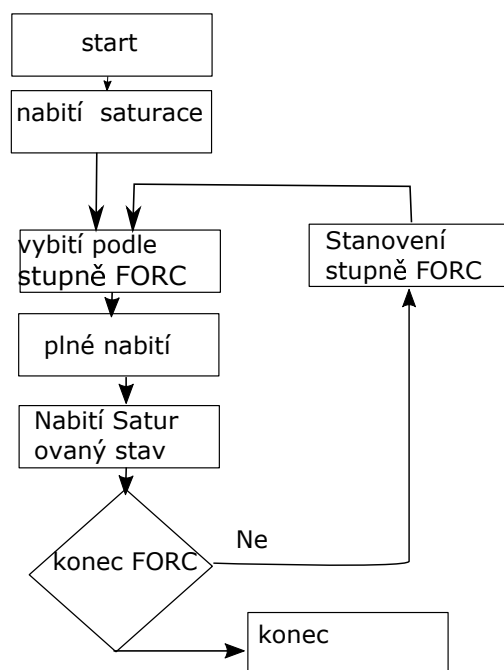 start
nabití saturace
vybití podle
stupně FORC
Stanovení
stupně FORC
plné nabití
Nabití Satur
ovaný stav
konec FORC
Ne
konec